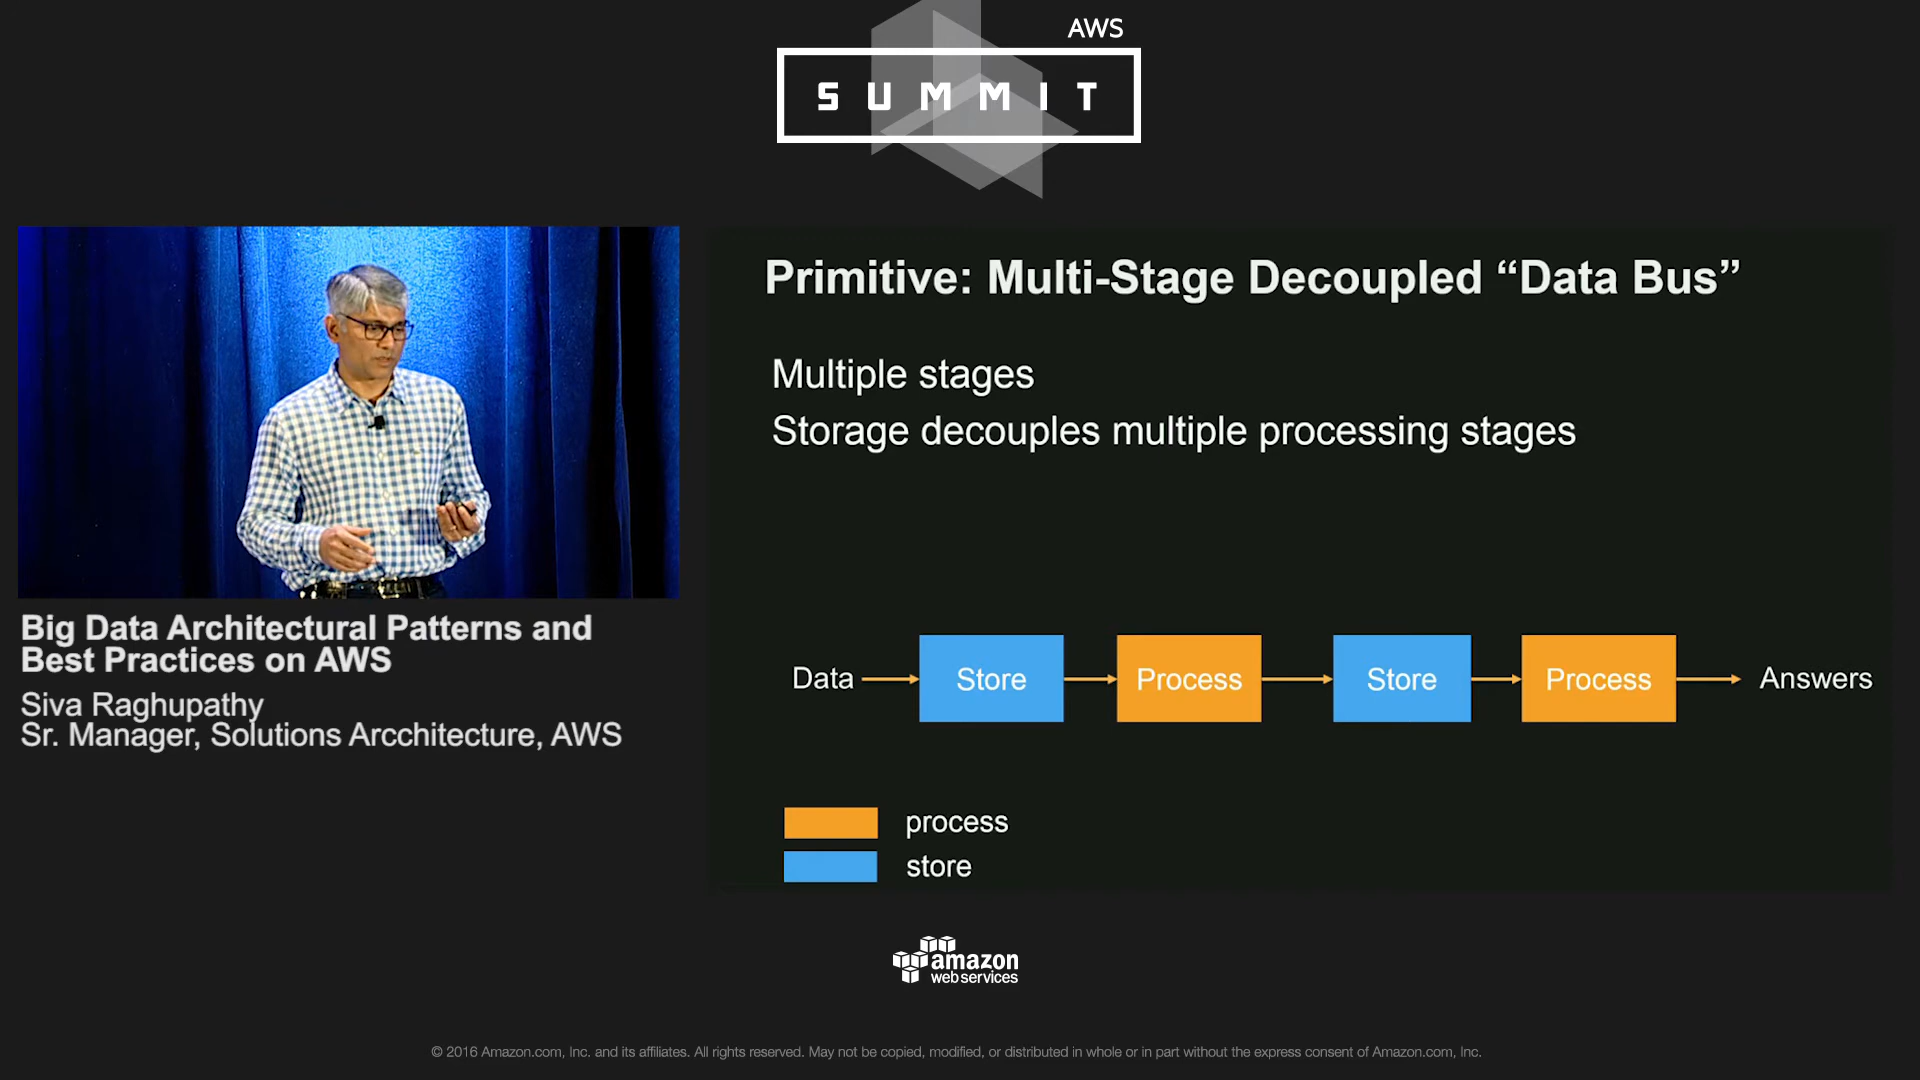 AWS
SUMMIT
Primitive: Multi-Stage Decoupled “Data Bus”
Multiple stages
Storage decouples multiple processing stages
Data
Store
Process
Store
Process
Answers
process
store
Big Data Architectural Patterns and
Best Practices on AWS
Siva Raghupathy
Sr. Manager, Solutions Arcchitecture, AWS
amazon
webservices
© 2016 Amazon.com, Inc. and its affiliates. All rights reserved. May not be copied, modified, or distributed in whole or in part without the express consent of Amazon.com, Inc.